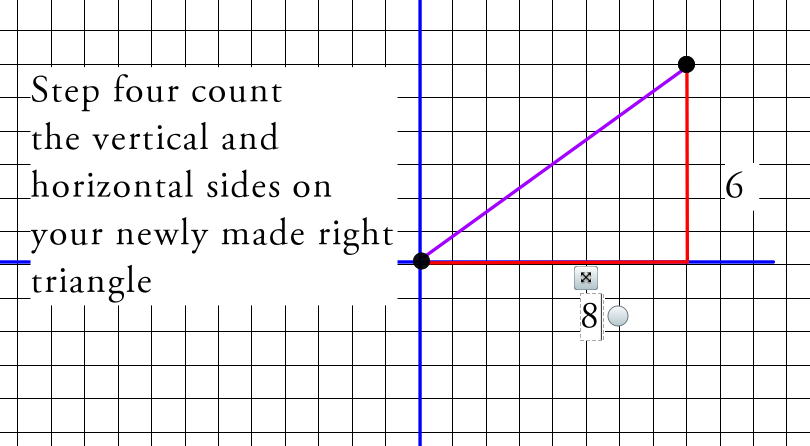 Step four count
the vertical and
horizontal sides on
your newly made right
triangle
6
8